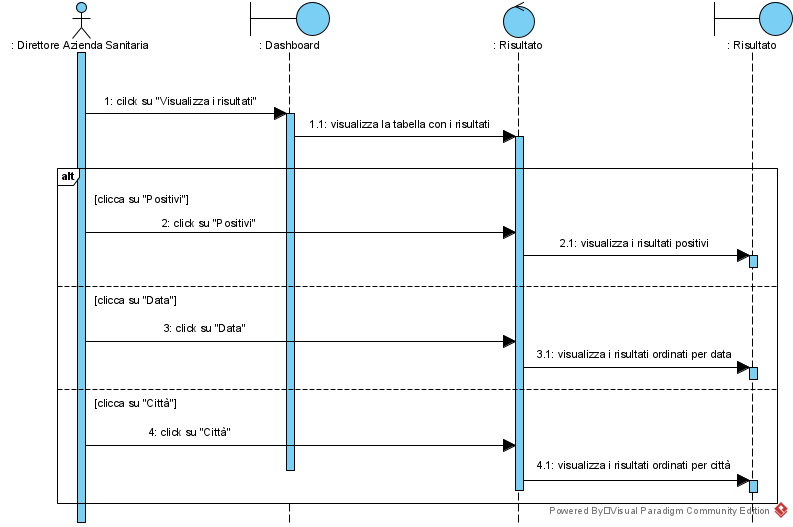 : Direttore Azienda Sanitaria
: Dashboard
: Risultato
: Risultato
1: cilck su "Visualizza i risultati"
1.1: visualizza la tabella con i risultati
alt
[clicca su "Positivi"]
2: click su "Positivi"
2.1: visualizza i risultati positivi
[clicca su "Data"]
3: click su "Data"
3.1: visualizza i risultati ordinati per data
[clicca su "Città"]
4: click su "Città"
4.1: visualizza i risultati ordinati per città
Powered By Visual Paradigm Community Edition